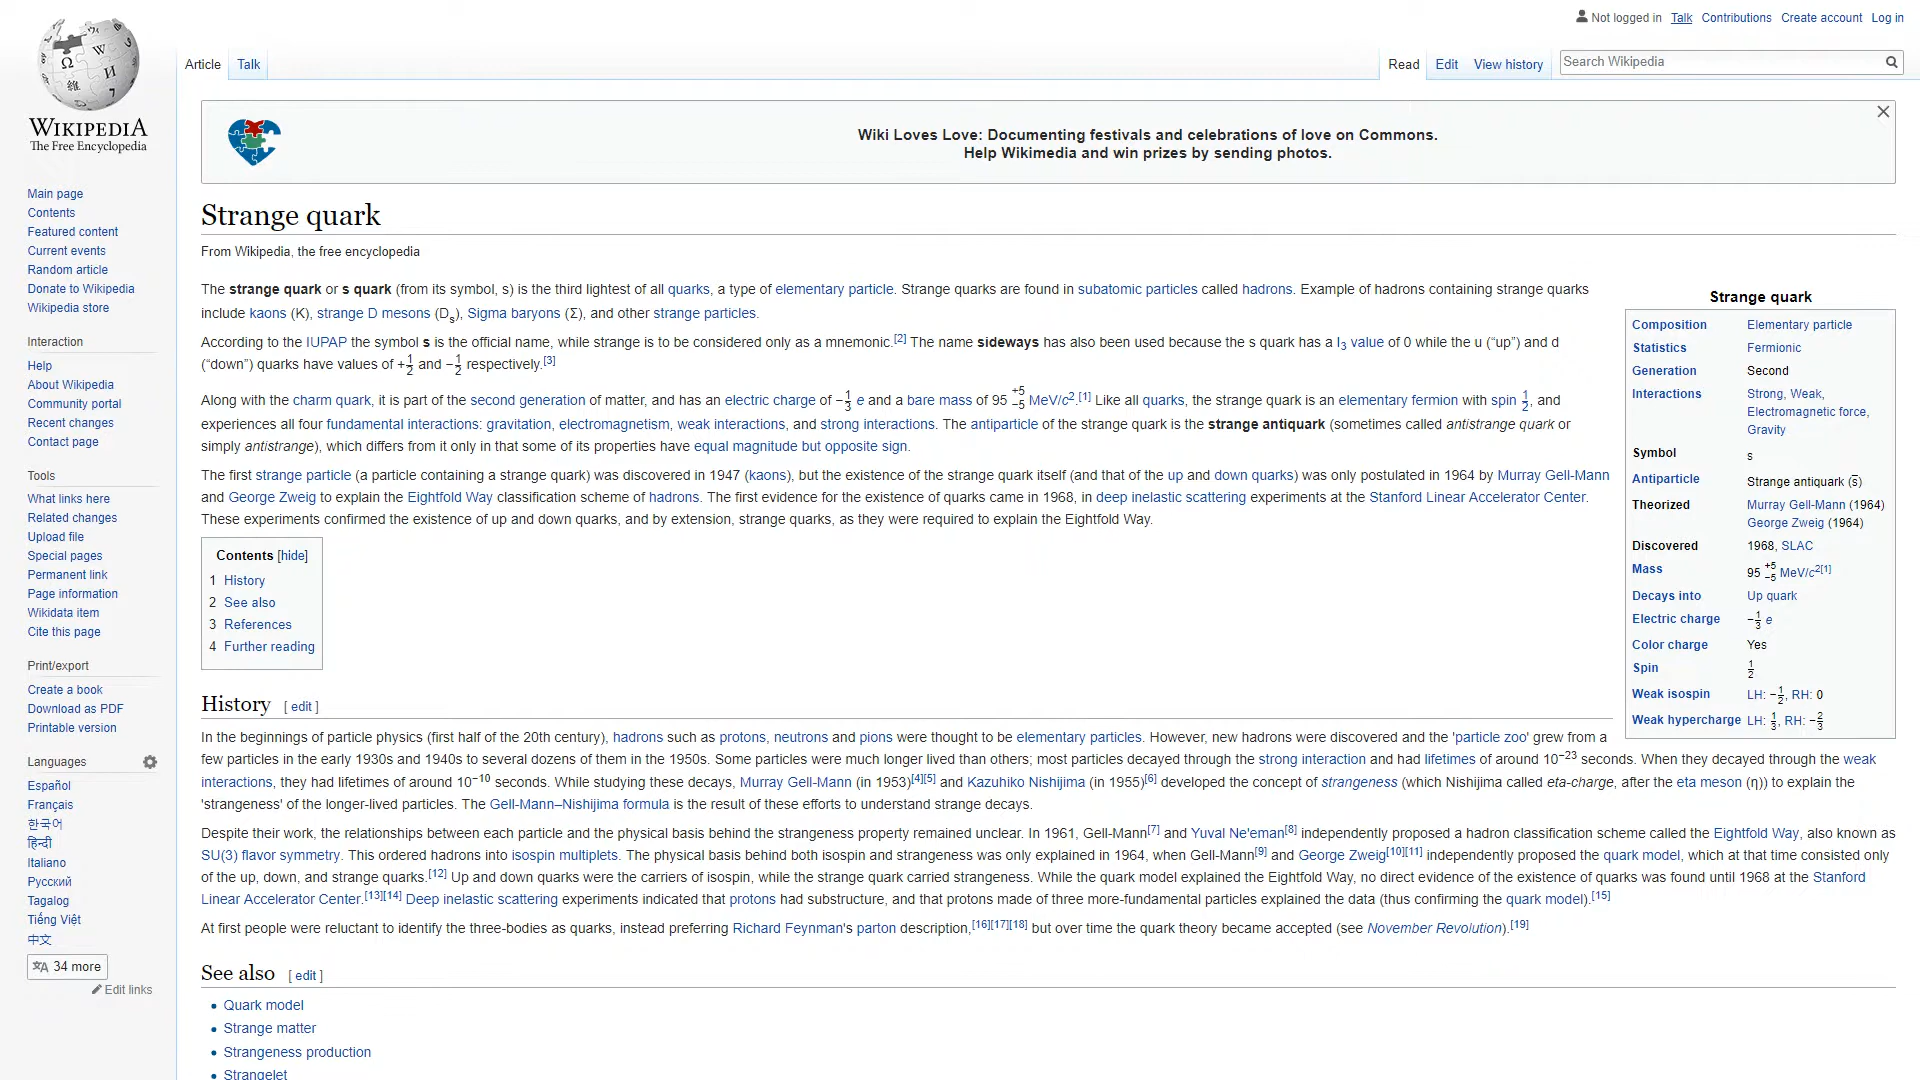 Not logged in Talk Contributions Create account Log in
Article Talk Read Edit View history Search Wikipedia
WIKIPEDIA
The Free Encyclopedia
Main page
Contents
Featured content
Current events
Random article
Donate to Wikipedia
Wikipedia store
Interaction
Help
About Wikipedia
Community portal
Recent changes
Contact page
Tools
What links here
Related changes
Upload file
Special pages
Permanent link
Page information
Wikidata item
Cite this page
Print/export
Create a book
Download as PDF
Printable version
Languages
Español
Français
한국어
हिन्दी
Italiano
Русский
Tagalog
Tiếng Việt
中文
34 more
Edit links
Wiki Loves Love: Documenting festivals and celebrations of love on Commons.
Help Wikimedia and win prizes by sending photos.
Strange quark
From Wikipedia, the free encyclopedia
The strange quark or s quark (from its symbol, s) is the third lightest of all quarks, a type of elementary particle. Strange quarks are found in subatomic particles called hadrons. Example of hadrons containing strange quarks
include kaons (K), strange D mesons (Ds), Sigma baryons (Σ), and other strange particles.
According to the IUPAP the symbol s is the official name, while strange is to be considered only as a mnemonic.[2] The name sideways has also been used because the s quark has a I3 value of 0 while the u (“up”) and d
(“down”) quarks have values of +1/2 and −1/2 respectively.[3]
Along with the charm quark, it is part of the second generation of matter, and has an electric charge of −1/3 e and a bare mass of 95 +5 −5 MeV/c2.[1] Like all quarks, the strange quark is an elementary fermion with spin 1/2, and
experiences all four fundamental interactions: gravitation, electromagnetism, weak interactions, and strong interactions. The antiparticle of the strange quark is the strange antiquark (sometimes called antistrange quark or
simply antistrange), which differs from it only in that some of its properties have equal magnitude but opposite sign.
The first strange particle (a particle containing a strange quark) was discovered in 1947 (kaons), but the existence of the strange quark itself (and that of the up and down quarks) was only postulated in 1964 by Murray Gell-Mann
and George Zweig to explain the Eightfold Way classification scheme of hadrons. The first evidence for the existence of quarks came in 1968, in deep inelastic scattering experiments at the Stanford Linear Accelerator Center.
These experiments confirmed the existence of up and down quarks, and by extension, strange quarks, as they were required to explain the Eightfold Way.
Strange quark
Composition Elementary particle
Statistics Fermionic
Generation Second
Interactions Strong, Weak,
Electromagnetic force,
Gravity
Symbol s
Antiparticle Strange antiquark (s̅)
Theorized Murray Gell-Mann (1964)
George Zweig (1964)
Discovered 1968, SLAC
Mass 95 +5 −5 MeV/c2[1]
Decays into Up quark
Electric charge −1/3 e
Color charge Yes
Spin 1/2
Weak isospin LH: −1/2, RH: 0
Weak hypercharge LH: 1/3, RH: −2/3
Contents [hide]
1 History
2 See also
3 References
4 Further reading
History [ edit ]
In the beginnings of particle physics (first half of the 20th century), hadrons such as protons, neutrons and pions were thought to be elementary particles. However, new hadrons were discovered and the 'particle zoo' grew from a
few particles in the early 1930s and 1940s to several dozens of them in the 1950s. Some particles were much longer lived than others; most particles decayed through the strong interaction and had lifetimes of around 10−23 seconds. When they decayed through the weak
interactions, they had lifetimes of around 10−10 seconds. While studying these decays, Murray Gell-Mann (in 1953)[4][5] and Kazuhiko Nishijima (in 1955)[6] developed the concept of strangeness (which Nishijima called eta-charge, after the eta meson (η)) to explain the
'strangeness' of the longer-lived particles. The Gell-Mann–Nishijima formula is the result of these efforts to understand strange decays.
Despite their work, the relationships between each particle and the physical basis behind the strangeness property remained unclear. In 1961, Gell-Mann[7] and Yuval Ne'eman[8] independently proposed a hadron classification scheme called the Eightfold Way, also known as
SU(3) flavor symmetry. This ordered hadrons into isospin multiplets. The physical basis behind both isospin and strangeness was only explained in 1964, when Gell-Mann[9] and George Zweig[10][11] independently proposed the quark model, which at that time consisted only
of the up, down, and strange quarks.[12] Up and down quarks were the carriers of isospin, while the strange quark carried strangeness. While the quark model explained the Eightfold Way, no direct evidence of the existence of quarks was found until 1968 at the Stanford
Linear Accelerator Center.[13][14] Deep inelastic scattering experiments indicated that protons had substructure, and that protons made of three more-fundamental particles explained the data (thus confirming the quark model).[15]
At first people were reluctant to identify the three-bodies as quarks, instead preferring Richard Feynman's parton description,[16][17][18] but over time the quark theory became accepted (see November Revolution).[19]
See also [ edit ]
Quark model
Strange matter
Strangeness production
Strangelet